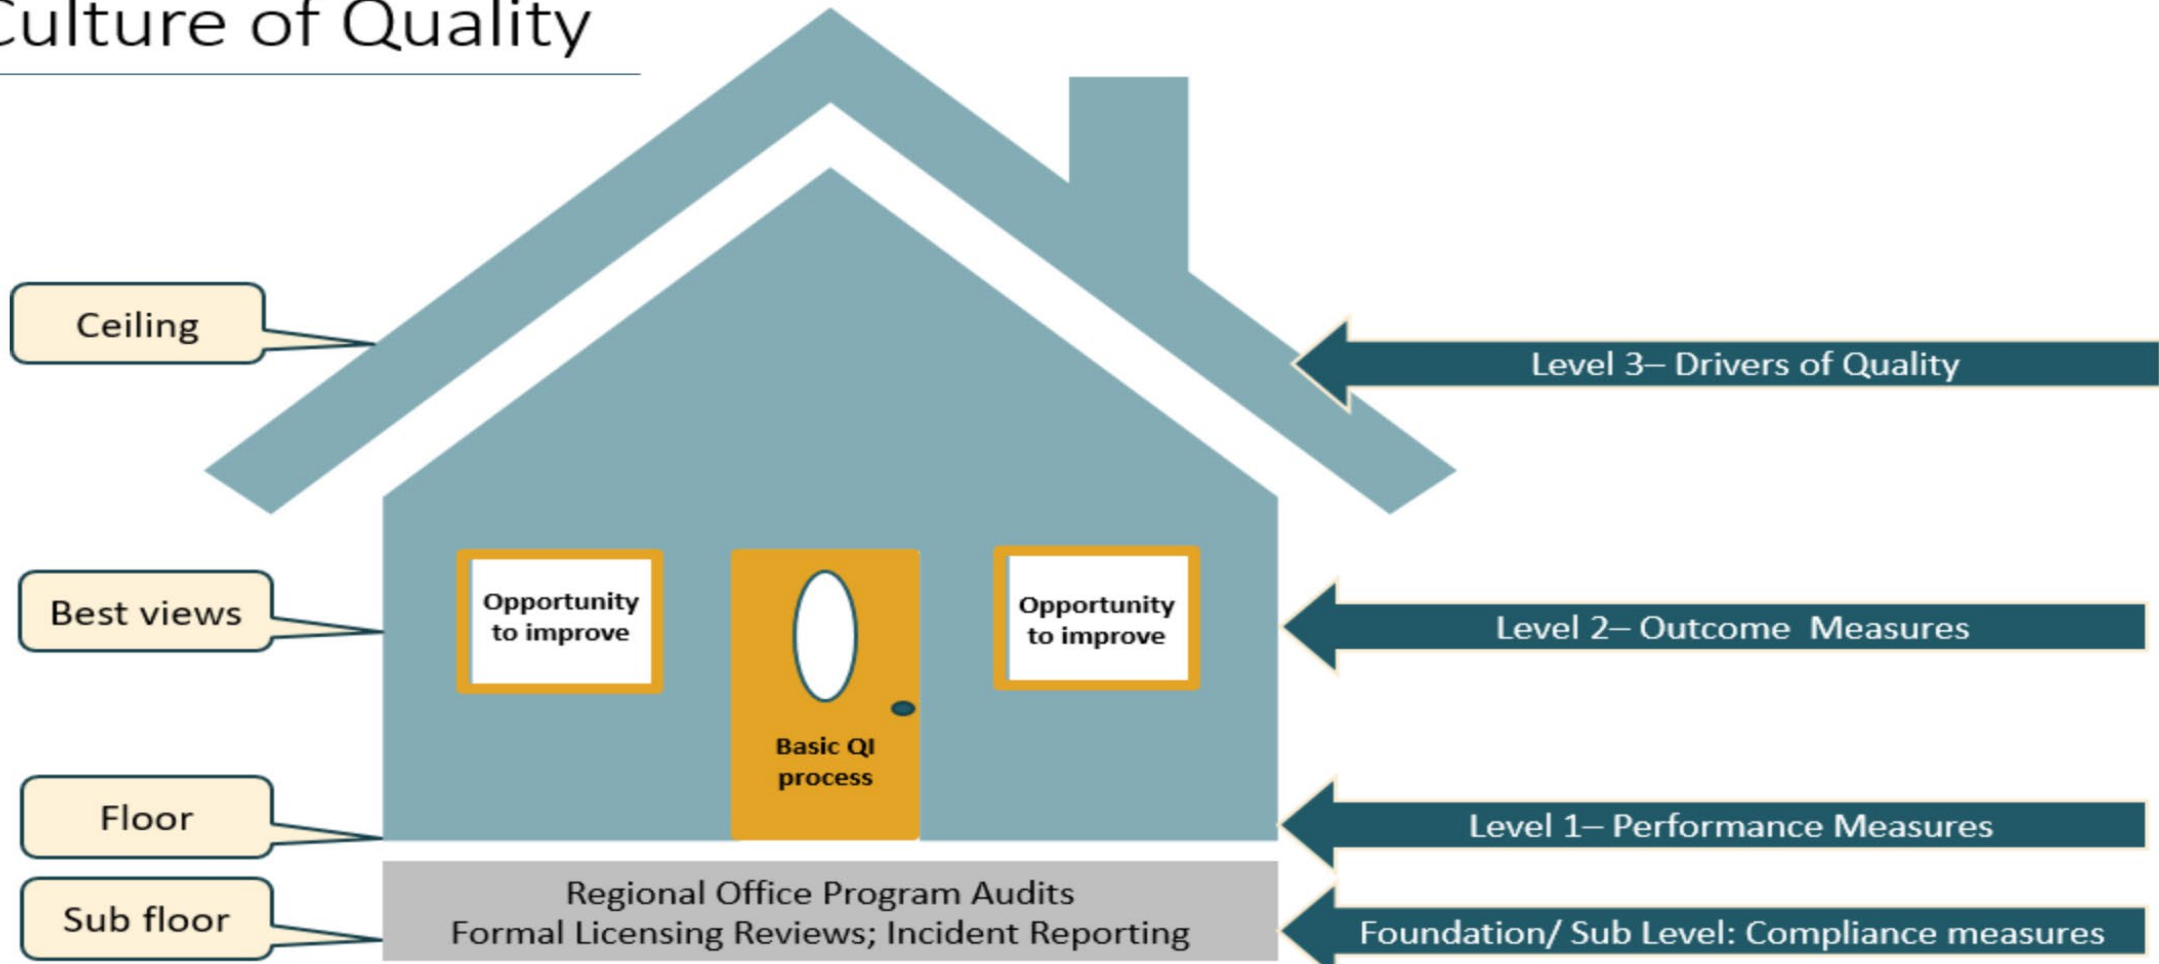 Culture of Quality
Ceiling
Level 3– Drivers of Quality
Best views
Opportunity
to improve
Opportunity
to improve
Level 2– Outcome  Measures
Basic QI
process
Floor
Level 1– Performance Measures
Sub floor
Regional Office Program Audits
Formal Licensing Reviews; Incident Reporting
Foundation/ Sub Level: Compliance measures